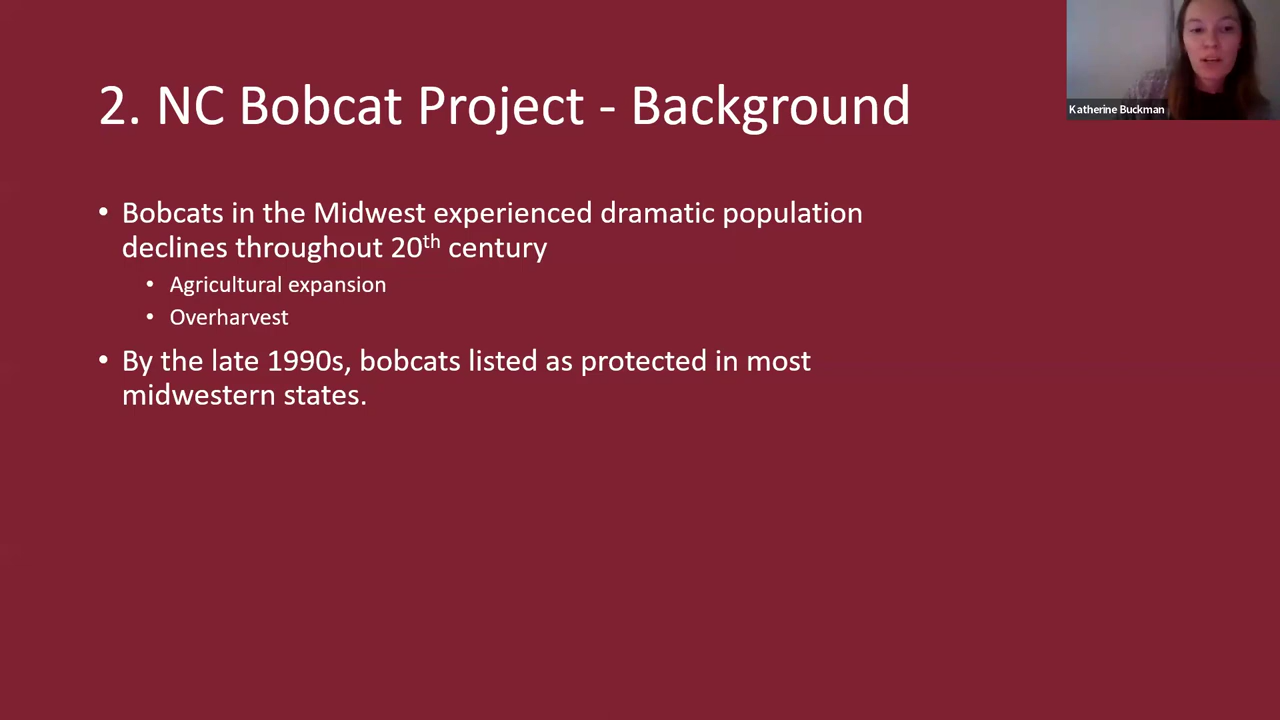 2. NC Bobcat Project - Background
Katherine Buckman
• Bobcats in the Midwest experienced dramatic population
declines throughout 20th century
• Agricultural expansion
• Overharvest
• By the late 1990s, bobcats listed as protected in most
midwestern states.